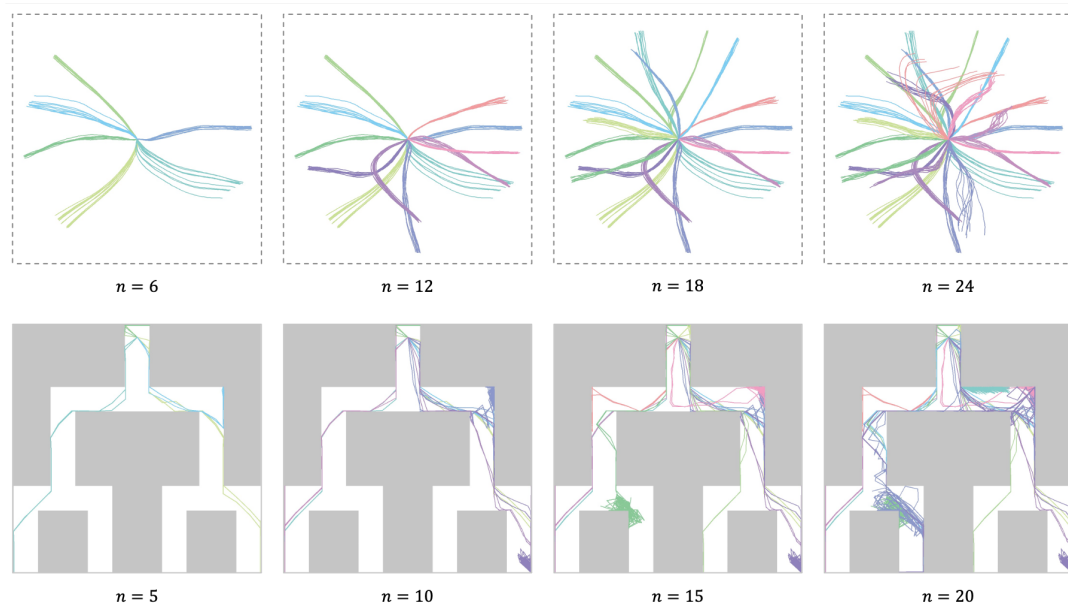 n = 6
n = 12
n = 18
n = 24
n = 5
n = 10
n = 15
n = 20